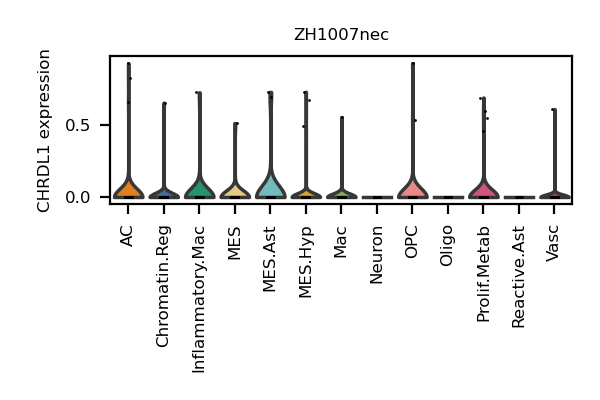 ZH1007nec
CHRDL1 expression
0.5
0.0
AC
Chromatin.Reg
Inflammatory.Mac
MES
MES.Ast
MES.Hyp
Mac
Neuron
OPC
Oligo
Prolif.Metab
Reactive.Ast
Vasc